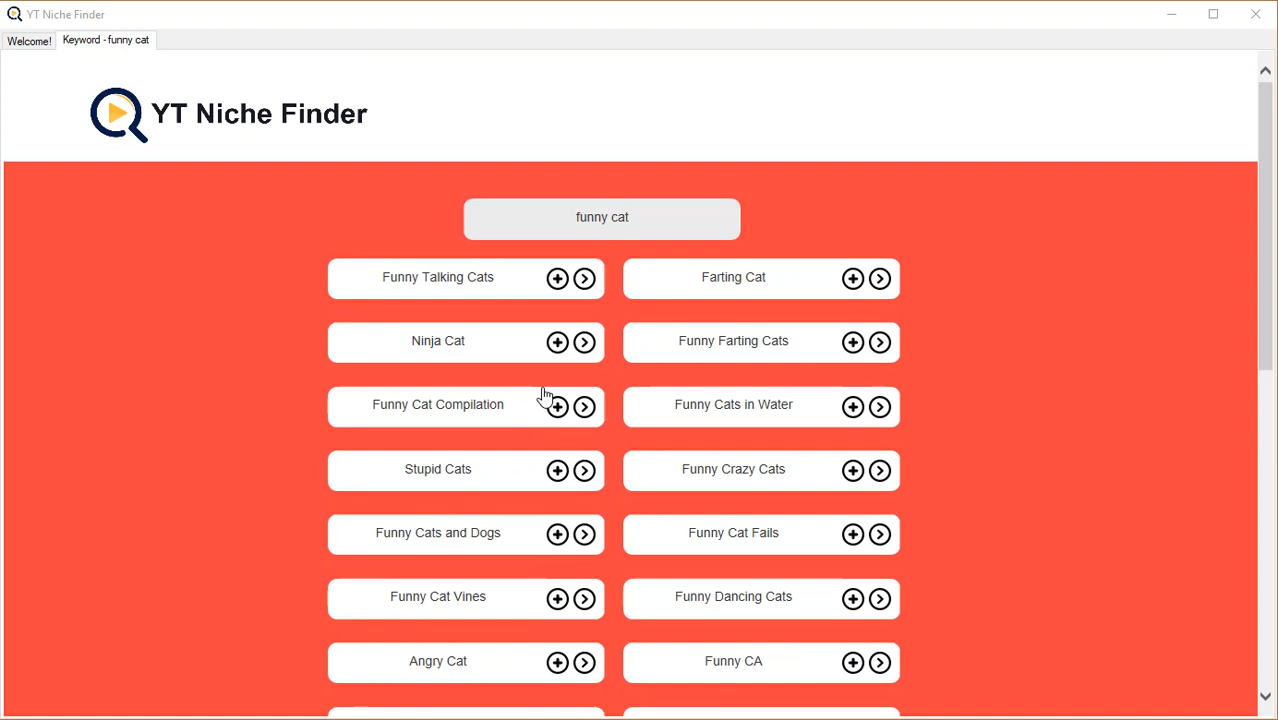 YT Niche Finder
Welcome!
Keyword - funny cat
YT Niche Finder
funny cat
Funny Talking Cats
Farting Cat
Ninja Cat
Funny Farting Cats
Funny Cat Compilation
Funny Cats in Water
Stupid Cats
Funny Crazy Cats
Funny Cats and Dogs
Funny Cat Fails
Funny Cat Vines
Funny Dancing Cats
Angry Cat
Funny CA